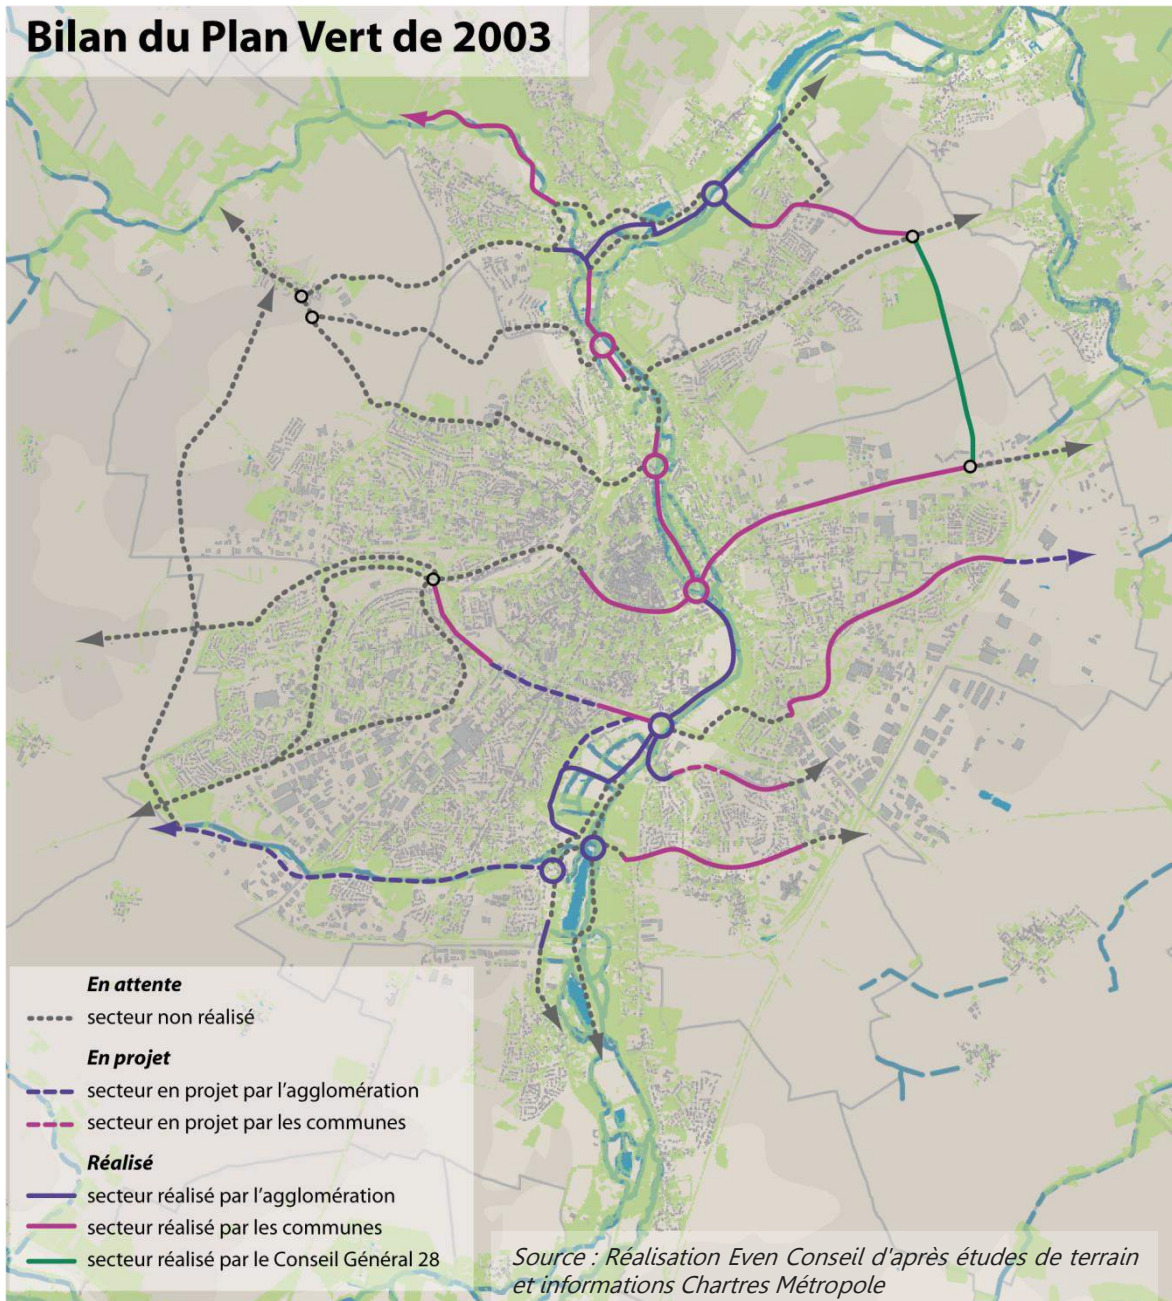 Bilan du Plan Vert de 2003
En attente
secteur non réalisé
En projet
secteur en projet par l'agglomération
secteur en projet par les communes
Réalisé
secteur réalisé par l'agglomération
secteur réalisé par les communes
secteur réalisé par le Conseil Général 28
Source : Réalisation Even Conseil d'après études de terrain
et informations Chartres Métropole